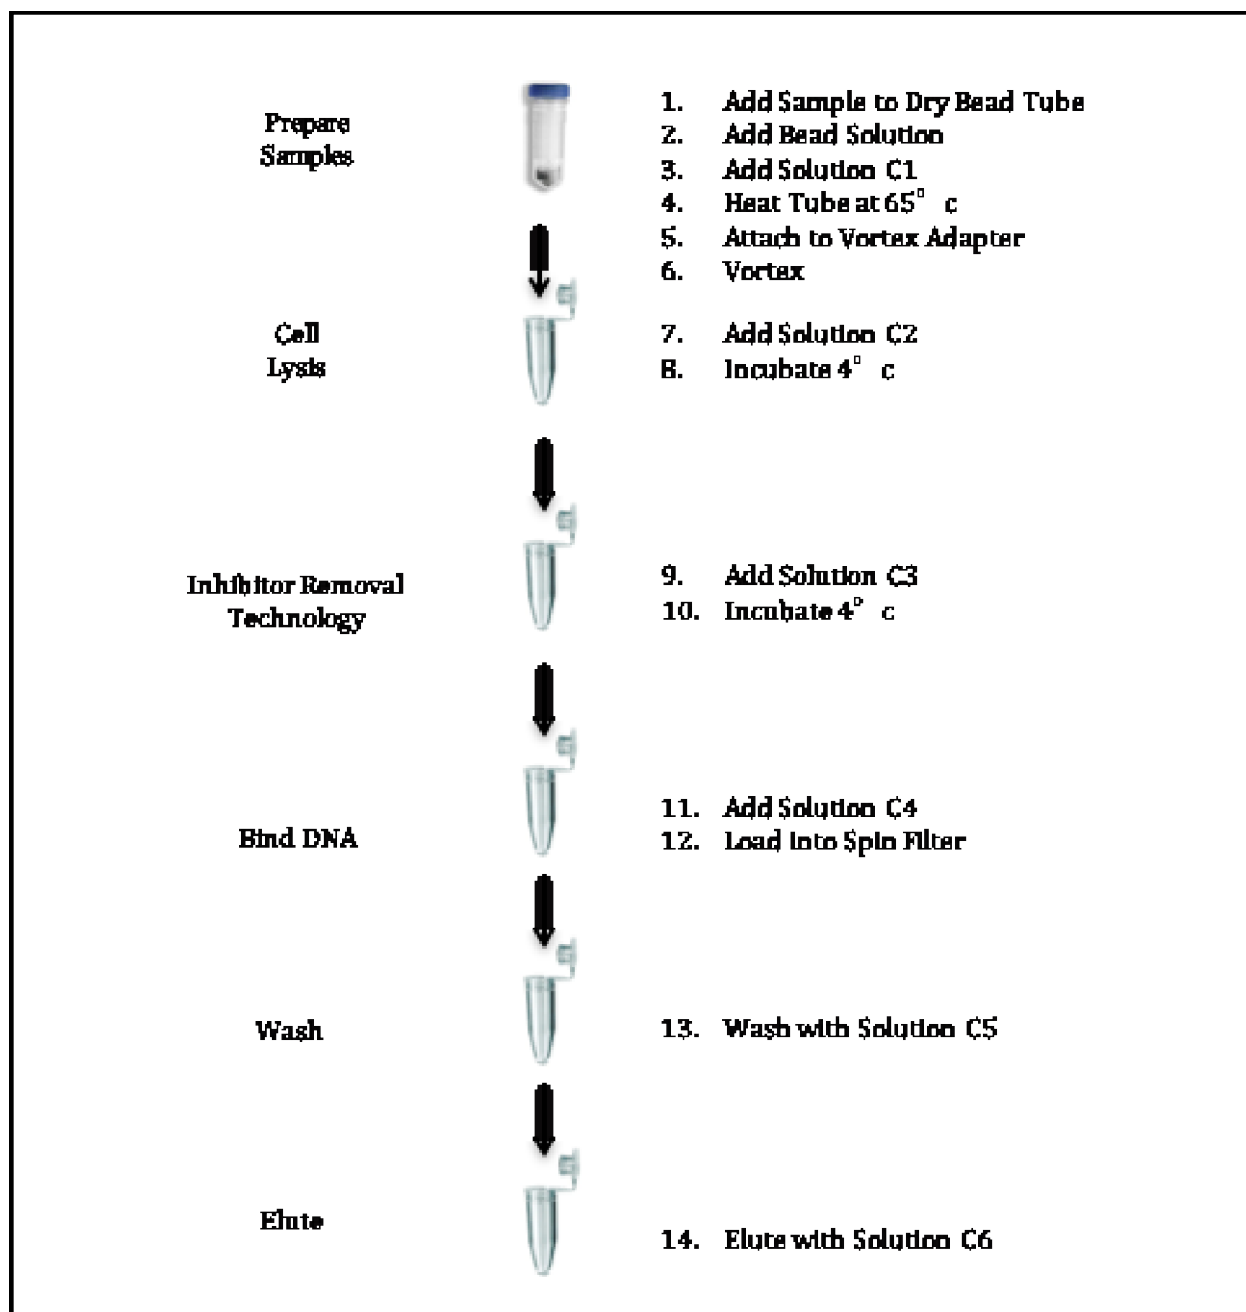 Prepare
Samples
1. Add Sample to Dry Bead Tube
2. Add Bead Solution
3. Add Solution C1
4. Heat Tube at 65° c
5. Attach to Vortex Adapter
6. Vortex
Cell
Lysis
7. Add Solution C2
8. Incubate 4° c
Inhibitor Removal
Technology
9. Add Solution C3
10. Incubate 4° c
Bind DNA
11. Add Solution C4
12. Load into Spin Filter
Wash
13. Wash with Solution C5
Elute
14. Elute with Solution C6